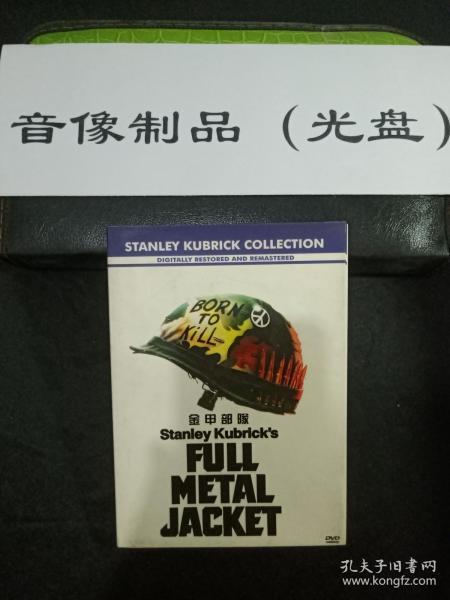 音像制品（光盘）
STANLEY KUBRICK COLLECTION
DIGITALLY RESTORED AND REMASTERED
BORN
TO
KILL
金甲部隊
Stanley Kubrick's
FULL
METAL
JACKET
DVD
孔夫子旧书网
www.kongfz.com